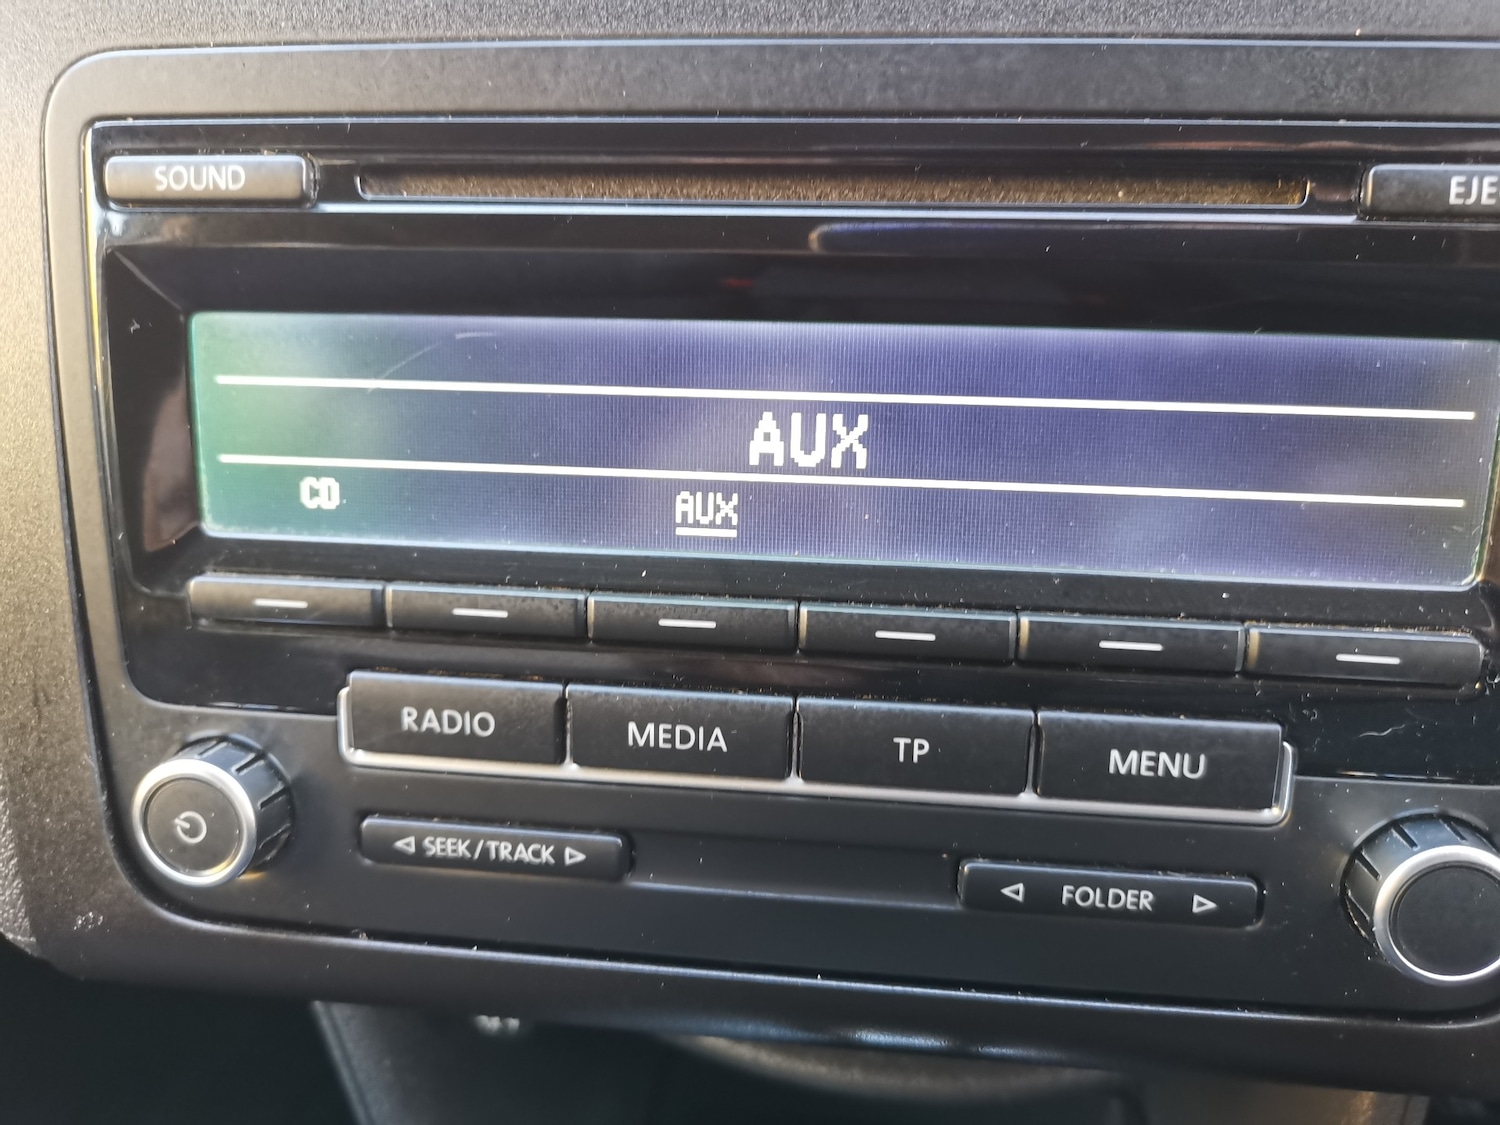 SOUND
EJE
AUX
CD AUX
RADIO MEDIA TP MENU
SEEK/TRACK
FOLDER